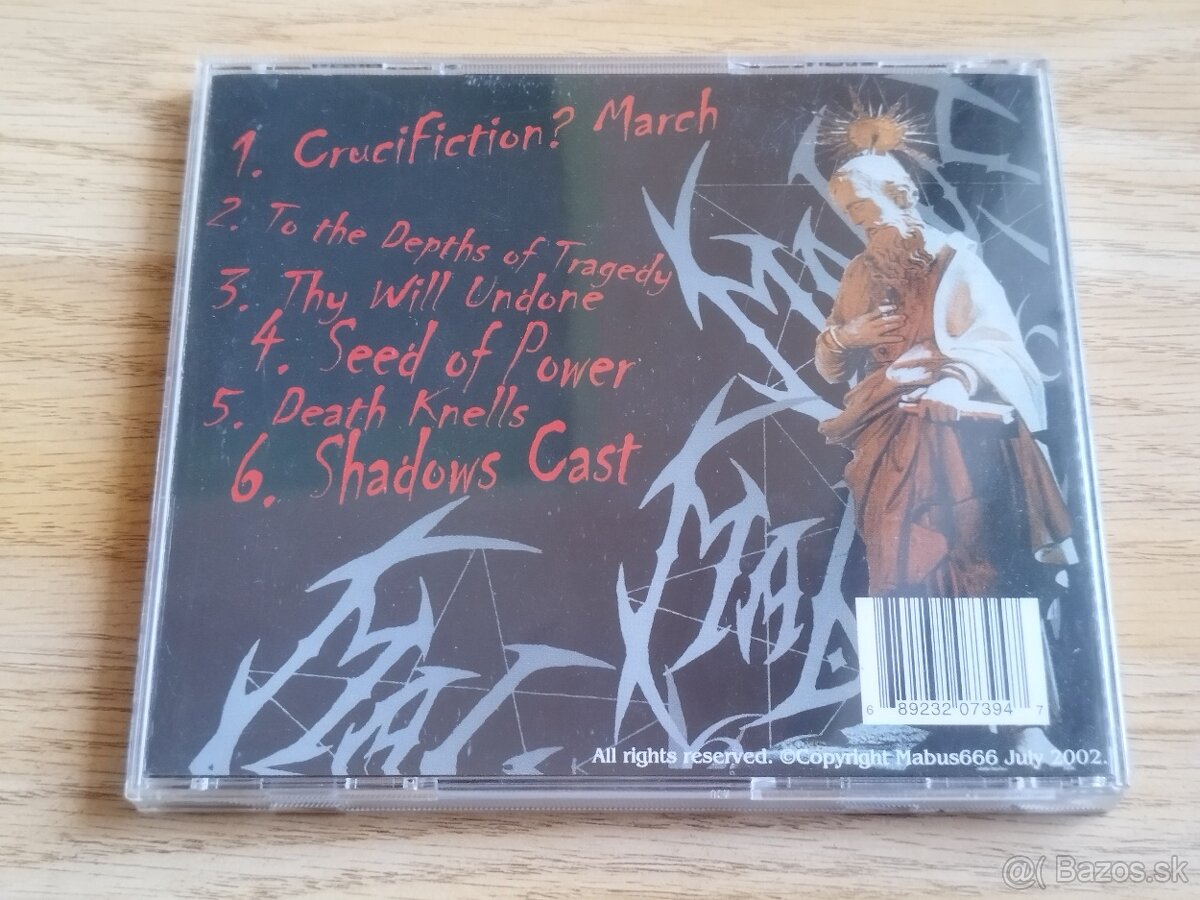 1. Crucifiction? March
2. To the Depths of Tragedy
3. Thy Will Undone
4. Seed of Power
5. Death Knells
6. Shadows Cast
6 89232 07394 7
All rights reserved. ©Copyright Mabus666 July 2002.
@( Bazos.sk